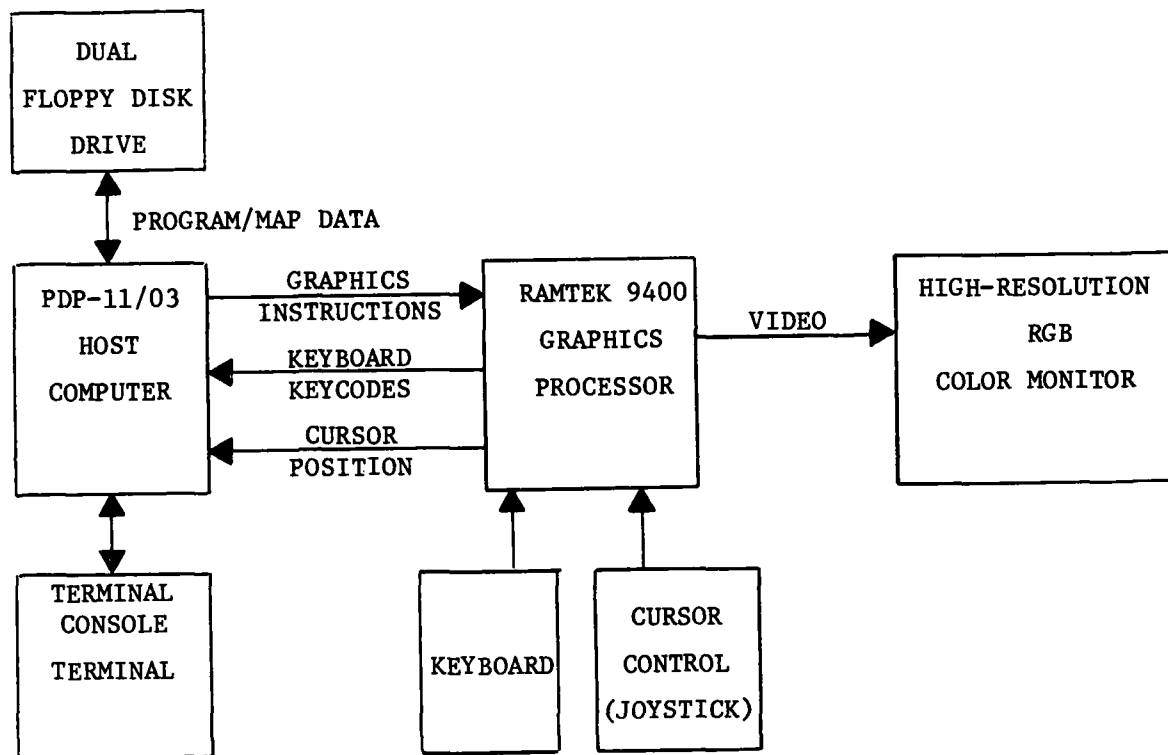 DUAL
FLOPPY DISK
DRIVE
PROGRAM/MAP DATA
PDP-11/03
HOST
COMPUTER
GRAPHICS
INSTRUCTIONS
KEYBOARD
KEYCODES
CURSOR
POSITION
RAMTEK 9400
GRAPHICS
PROCESSOR
VIDEO
HIGH-RESOLUTION
RGB
COLOR MONITOR
TERMINAL
CONSOLE
TERMINAL
KEYBOARD
CURSOR
CONTROL
(JOYSTICK)